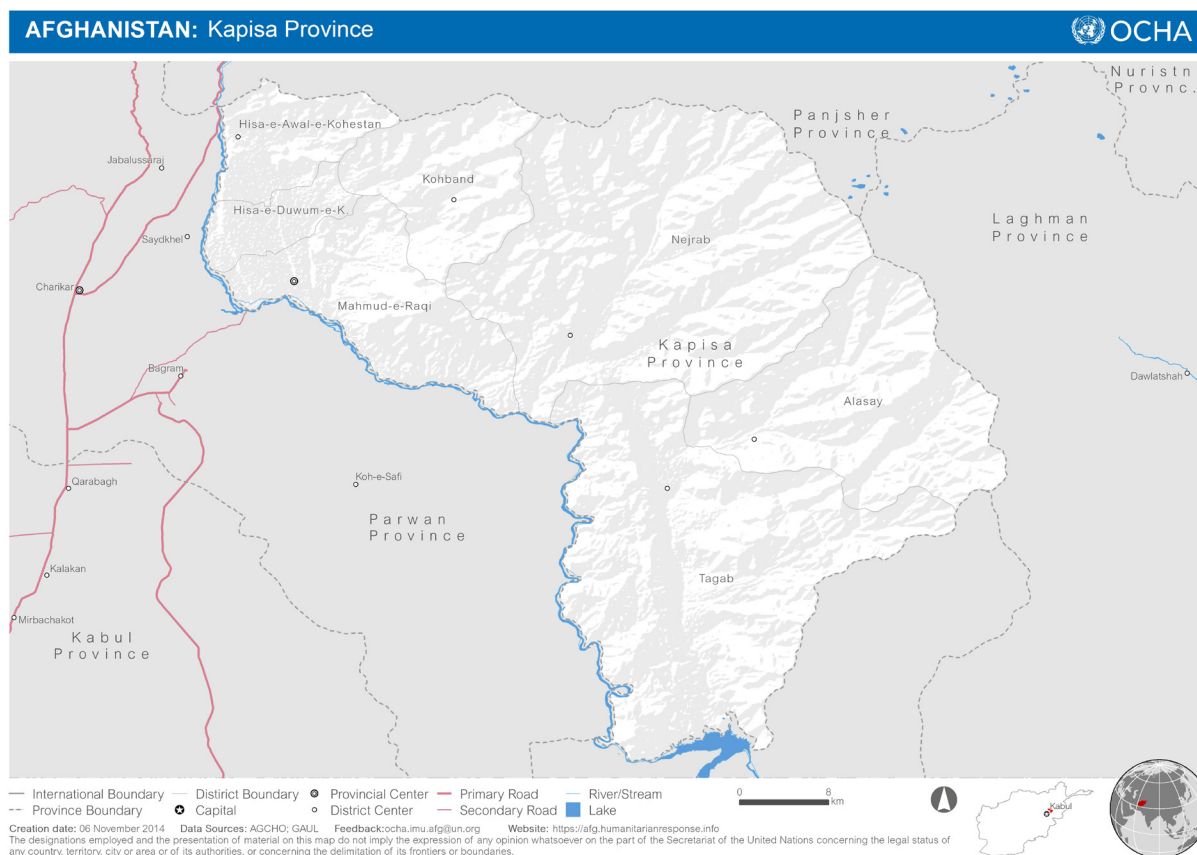 AFGHANISTAN: Kapisa Province
OCHA
Nuristn
Provnc.
Panjsher
Province
Hisa-e-Awal-e-Kohestan
Jabalussaraj
Kohband
Hisa-e-Duwum-e-K.
Laghman
Province
Saydkhel
Nejrab
Charikar
Mahmud-e-Raqi
Kapisa
Province
Bagram
Dawlatshah
Alasay
Koh-e-Safi
Qarabagh
Parwan
Province
Kalakan
Tagab
Mirbachakot
Kabul
Province
International Boundary
District Boundary
Provincial Center
Primary Road
River/Stream
0 8
km
Province Boundary
Capital
District Center
Secondary Road
Lake
Kabul
Creation date: 06 November 2014 Data Sources: AGCHO; GAUL Feedback:ocha.imu.afg@un.org Website: https://afg.humanitarianresponse.info
The designations employed and the presentation of material on this map do not imply the expression of any opinion whatsoever on the part of the Secretariat of the United Nations concerning the legal status of
any country, territory, city or area or of its authorities, or concerning the delimitation of its frontiers or boundaries.